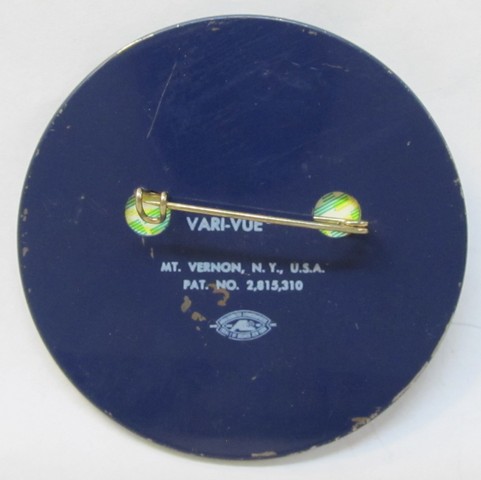 VARI-VUE
MT. VERNON, N.Y., U.S.A.
PAT. NO. 2,815,310